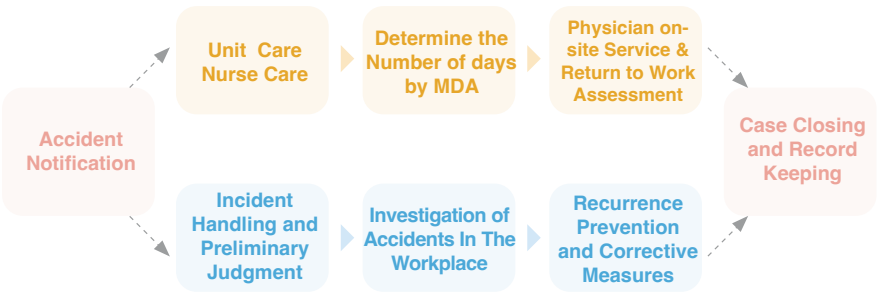 Accident
Notification
Unit Care
Nurse Care
Determine the
Number of days
by MDA
Physician on-
site Service &
Return to Work
Assessment
Incident
Handling and
Preliminary
Judgment
Investigation of
Accidents In The
Workplace
Recurrence
Prevention
and Corrective
Measures
Case Closing
and Record
Keeping